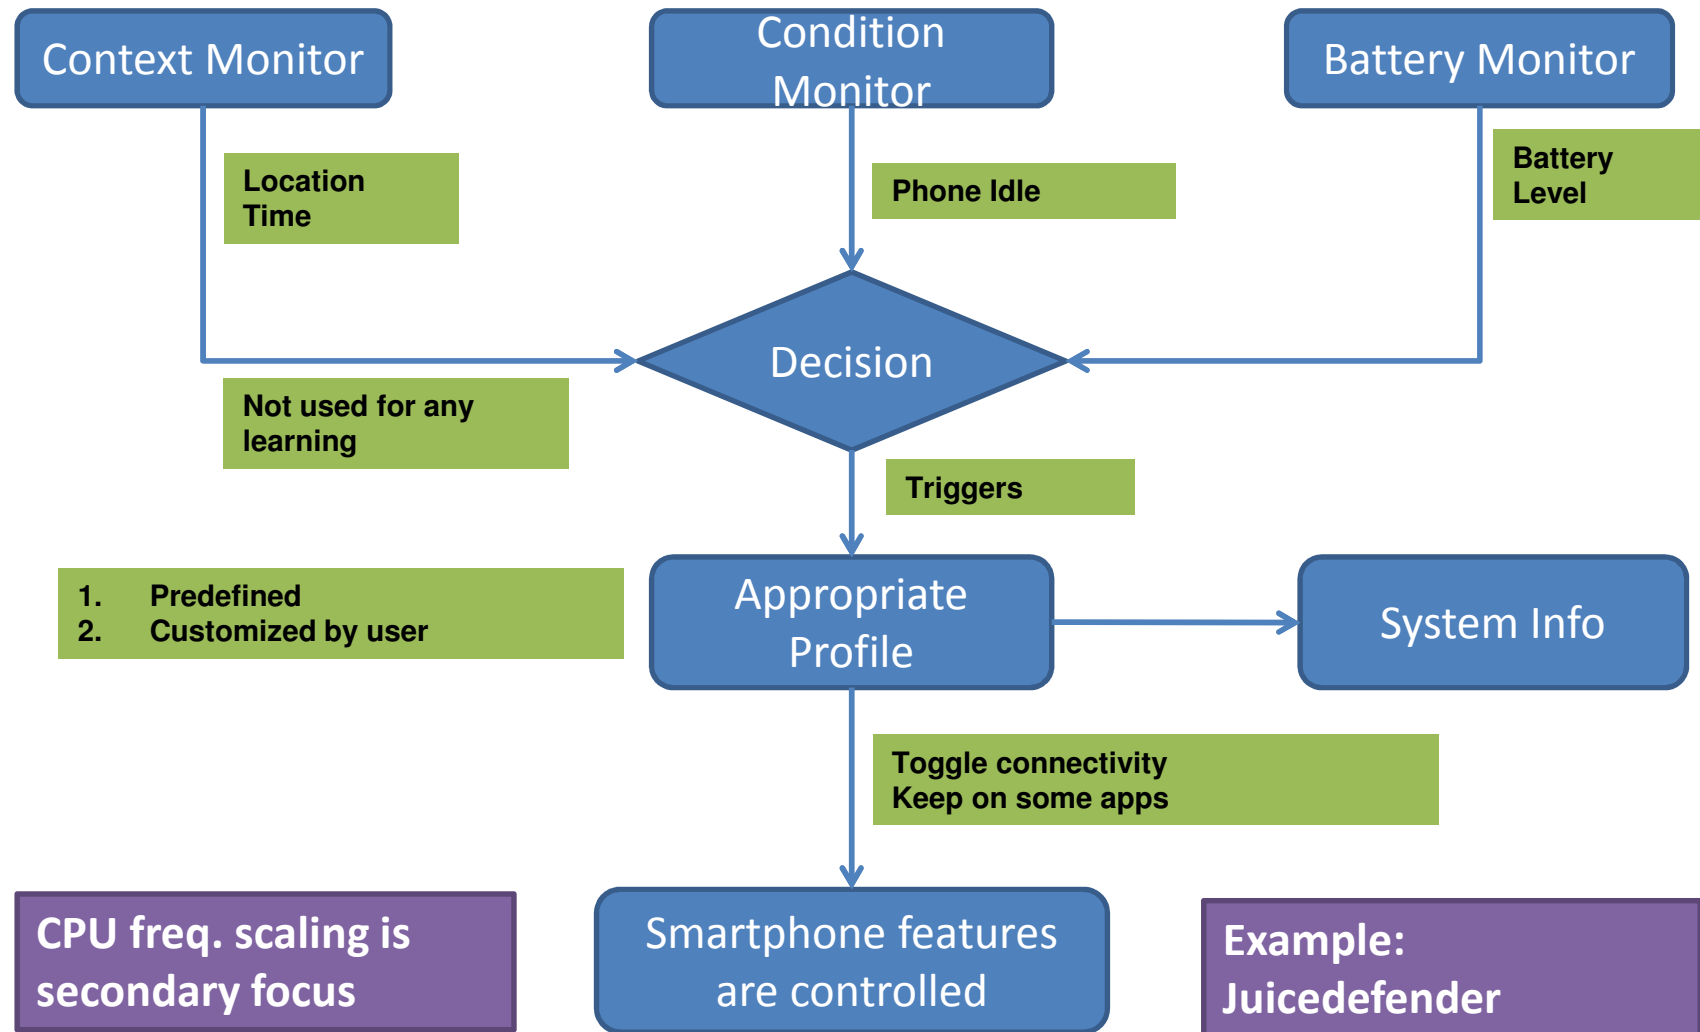 Context Monitor
Condition
Monitor
Battery Monitor
Location
Time
Phone Idle
Battery
Level
Decision
Not used for any
learning
Triggers
1. Predefined
2. Customized by user
Appropriate
Profile
System Info
Toggle connectivity
Keep on some apps
CPU freq. scaling is
secondary focus
Smartphone features
are controlled
Example:
Juicedefender